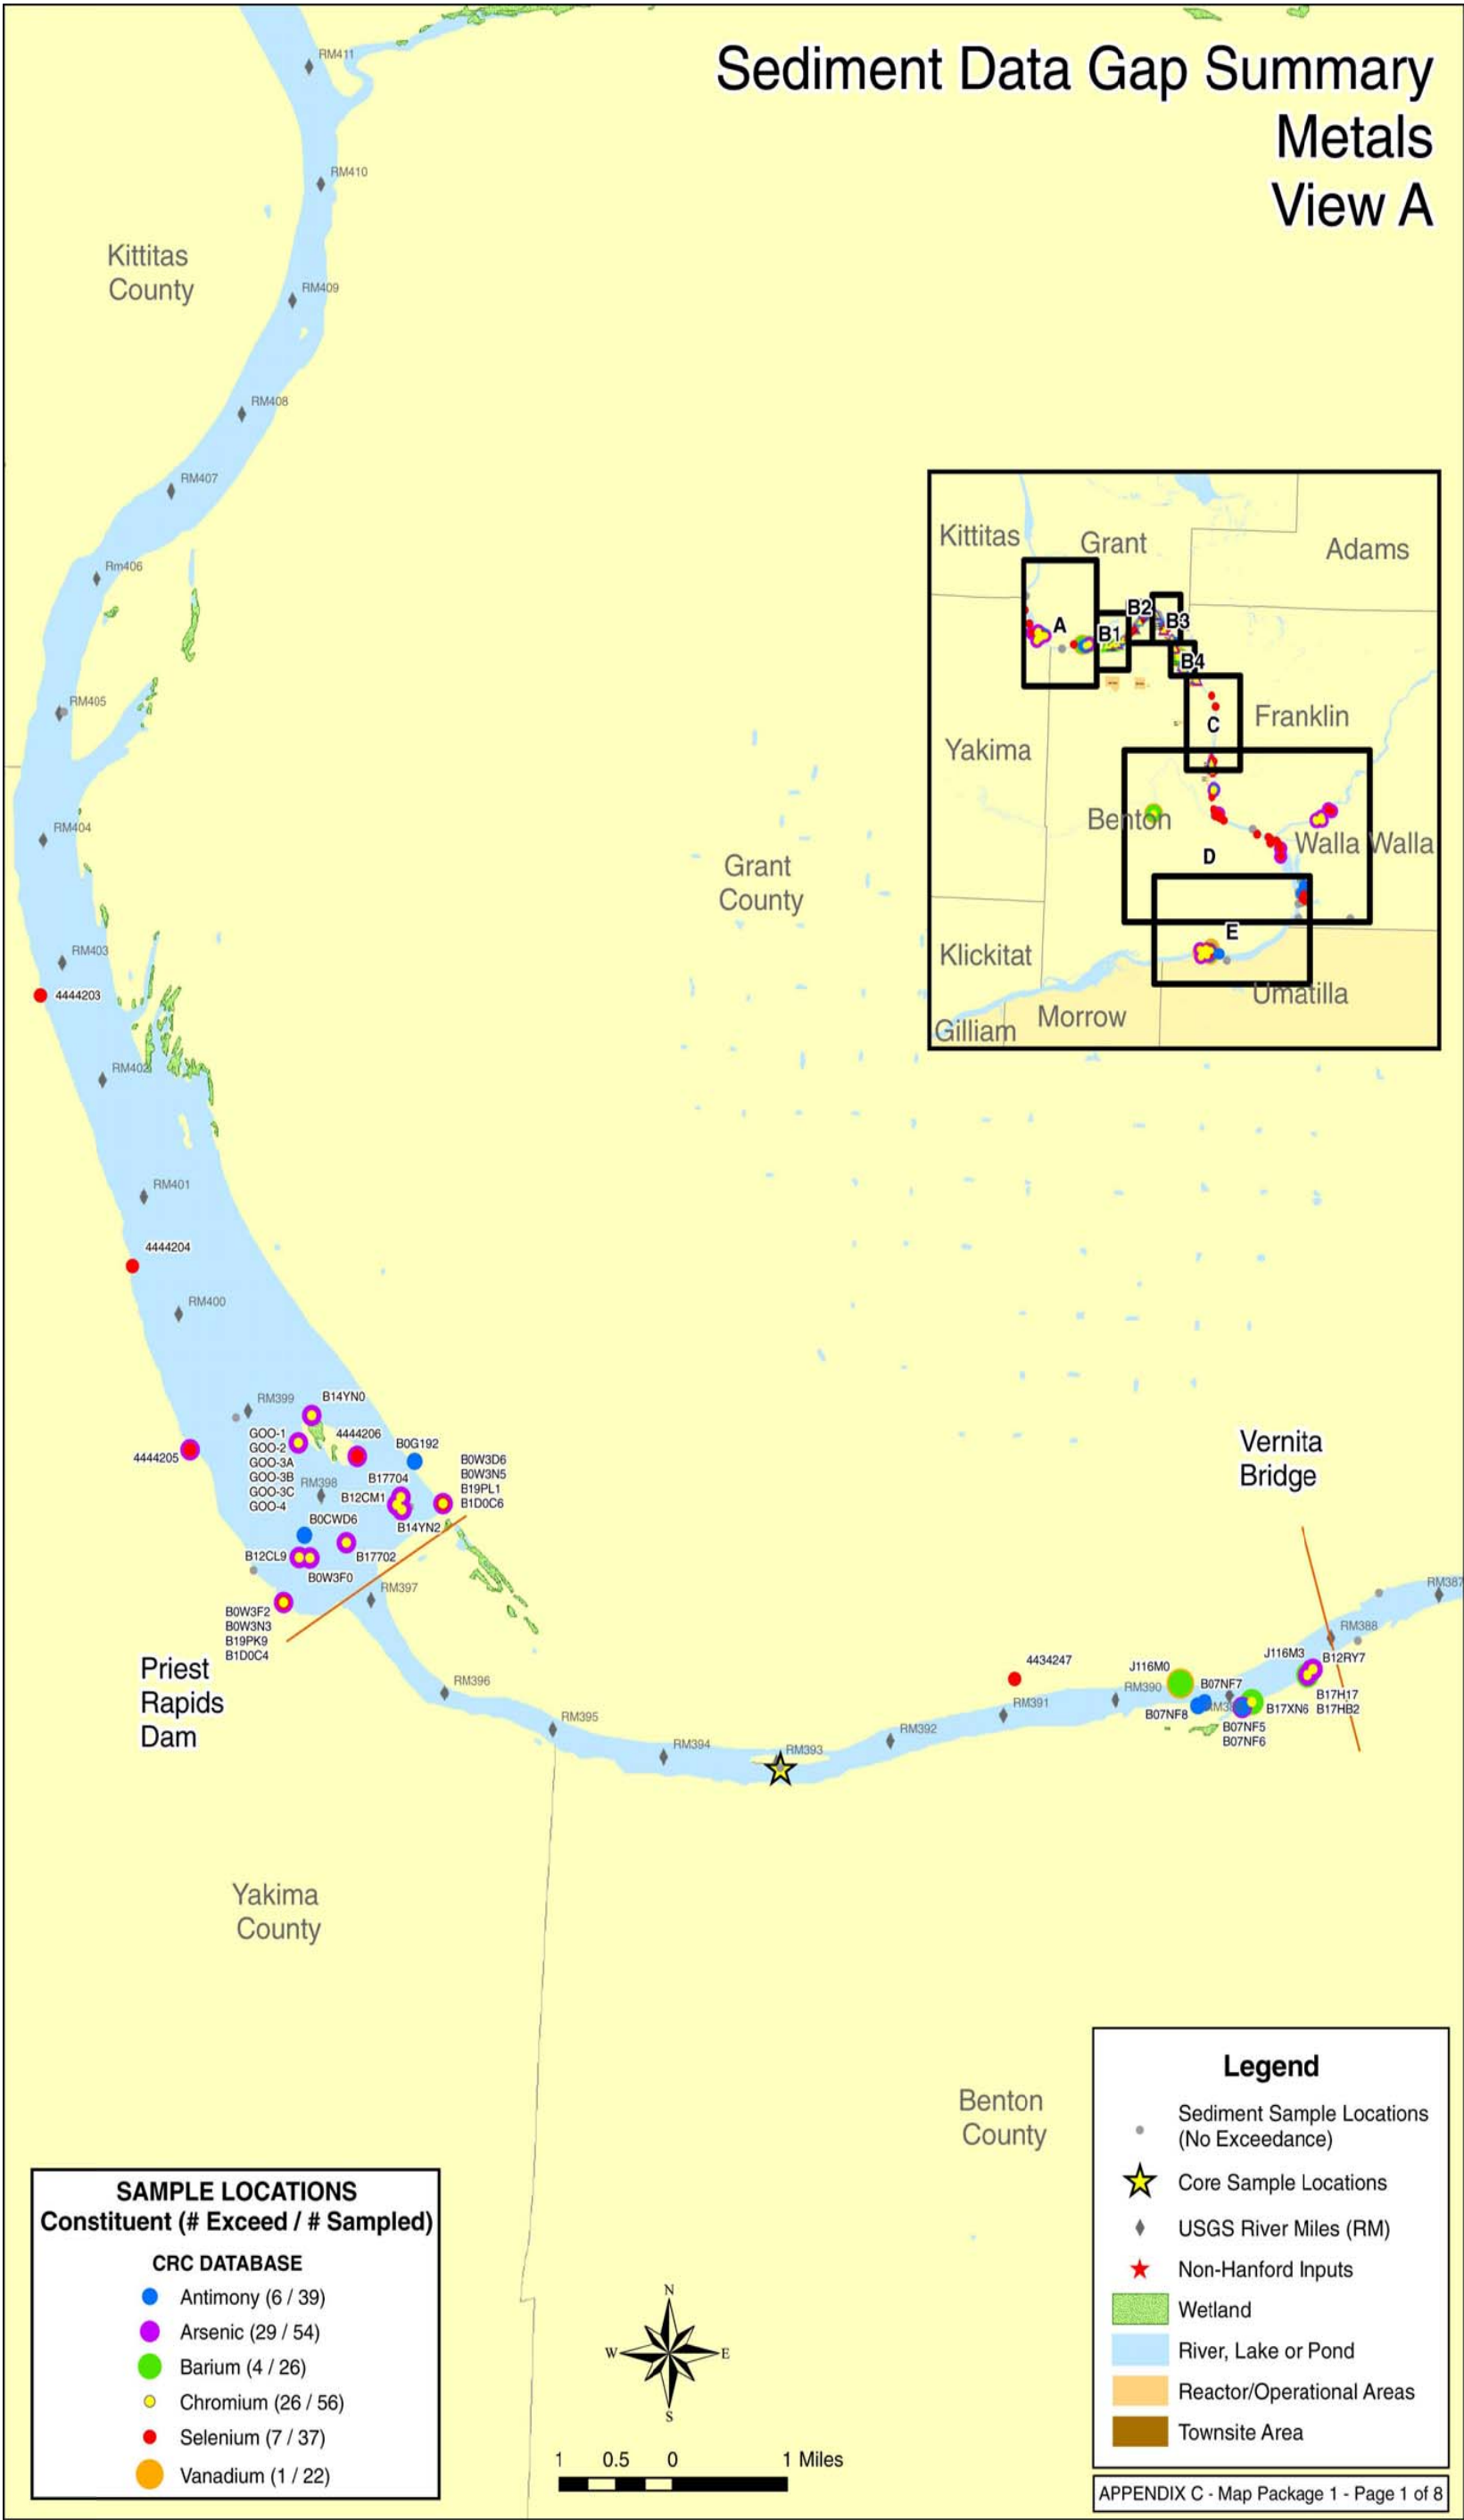 Sediment Data Gap Summary
Metals
View A
RM411
RM410
Kittitas
County
RM409
RM408
RM407
Rm406
RM405
RM404
RM403
4444203
RM402
RM401
4444204
RM400
Grant
County
Kittitas
Grant
Adams
A
B1
B2
B3
B4
C
Franklin
Yakima
Benton
Walla Walla
D
E
Klickitat
Umatilla
Morrow
Gilliam
RM399
B14YN0
4444205
GOO-1
GOO-2
GOO-3A
GOO-3B
GOO-3C
GOO-4
4444206
B0G192
RM398
B17704
B12CM1
B14YN2
B0W3D6
B0W3N5
B19PL1
B1D0C6
B0CWD6
B12CL9
B17702
B0W3F0
RM397
B0W3F2
B0W3N3
B19PK9
B1D0C4
Priest
Rapids
Dam
RM396
RM395
RM394
RM393
RM392
RM391
4434247
RM390
J116M0
B07NF7
B07NF8
B07NF5
B07NF6
B17XN6
J116M3
B12RY7
B17H17
B17HB2
RM388
RM387
Vernita
Bridge
Yakima
County
Benton
County
SAMPLE LOCATIONS
Constituent (# Exceed / # Sampled)
CRC DATABASE
Antimony (6 / 39)
Arsenic (29 / 54)
Barium (4 / 26)
Chromium (26 / 56)
Selenium (7 / 37)
Vanadium (1 / 22)
N
W
E
S
1 0.5 0 1 Miles
Legend
Sediment Sample Locations
(No Exceedance)
Core Sample Locations
USGS River Miles (RM)
Non-Hanford Inputs
Wetland
River, Lake or Pond
Reactor/Operational Areas
Townsite Area
APPENDIX C - Map Package 1 - Page 1 of 8